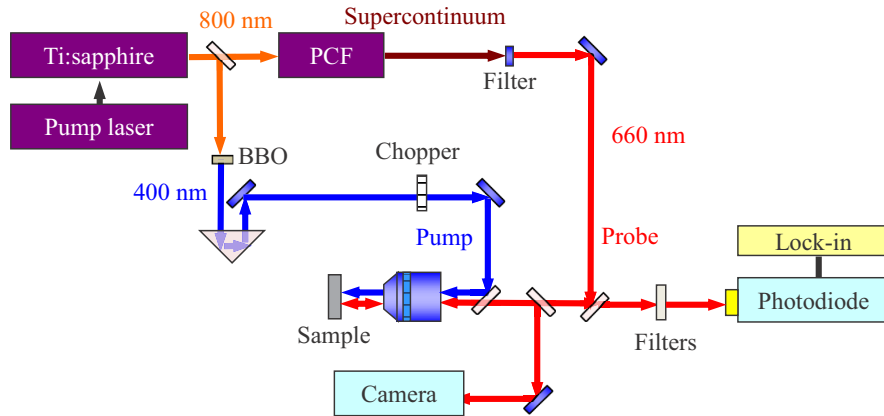 800 nm
Supercontinuum
Ti:sapphire
PCF
Filter
Pump laser
660 nm
BBO
Chopper
400 nm
Pump
Probe
Lock-in
Photodiode
Sample
Filters
Camera